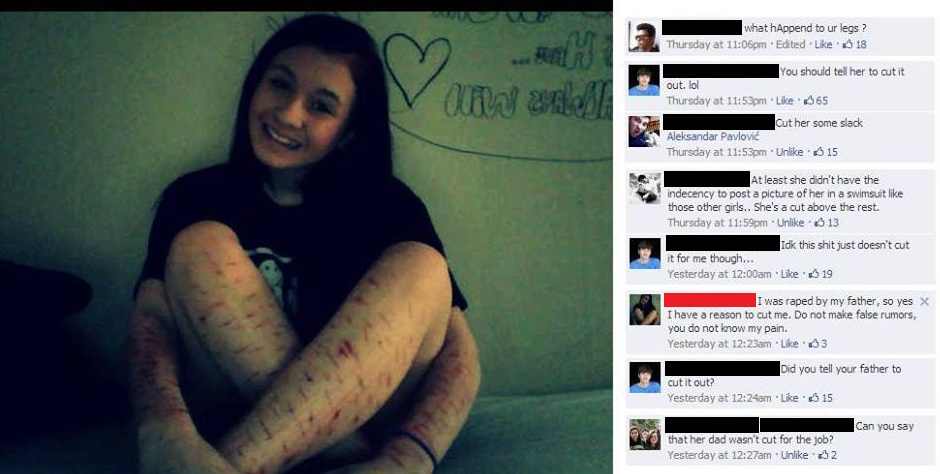 Always Will
what hAppend to ur legs ?
Thursday at 11:06pm · Edited · Like · 18
You should tell her to cut it
out. lol
Thursday at 11:53pm · Like · 65
Cut her some slack
Aleksandar Pavlović
Thursday at 11:53pm · Unlike · 15
At least she didn't have the
indecency to post a picture of her in a swimsuit like
those other girls.. She's a cut above the rest.
Thursday at 11:59pm · Unlike · 13
Idk this shit just doesn't cut
it for me though...
Yesterday at 12:00am · Like · 19
I was raped by my father, so yes
I have a reason to cut me. Do not make false rumors,
you do not know my pain.
Yesterday at 12:23am · Like · 3
Did you tell your father to
cut it out?
Yesterday at 12:24am · Like · 15
Can you say
that her dad wasn't cut for the job?
Yesterday at 12:27am · Unlike · 2